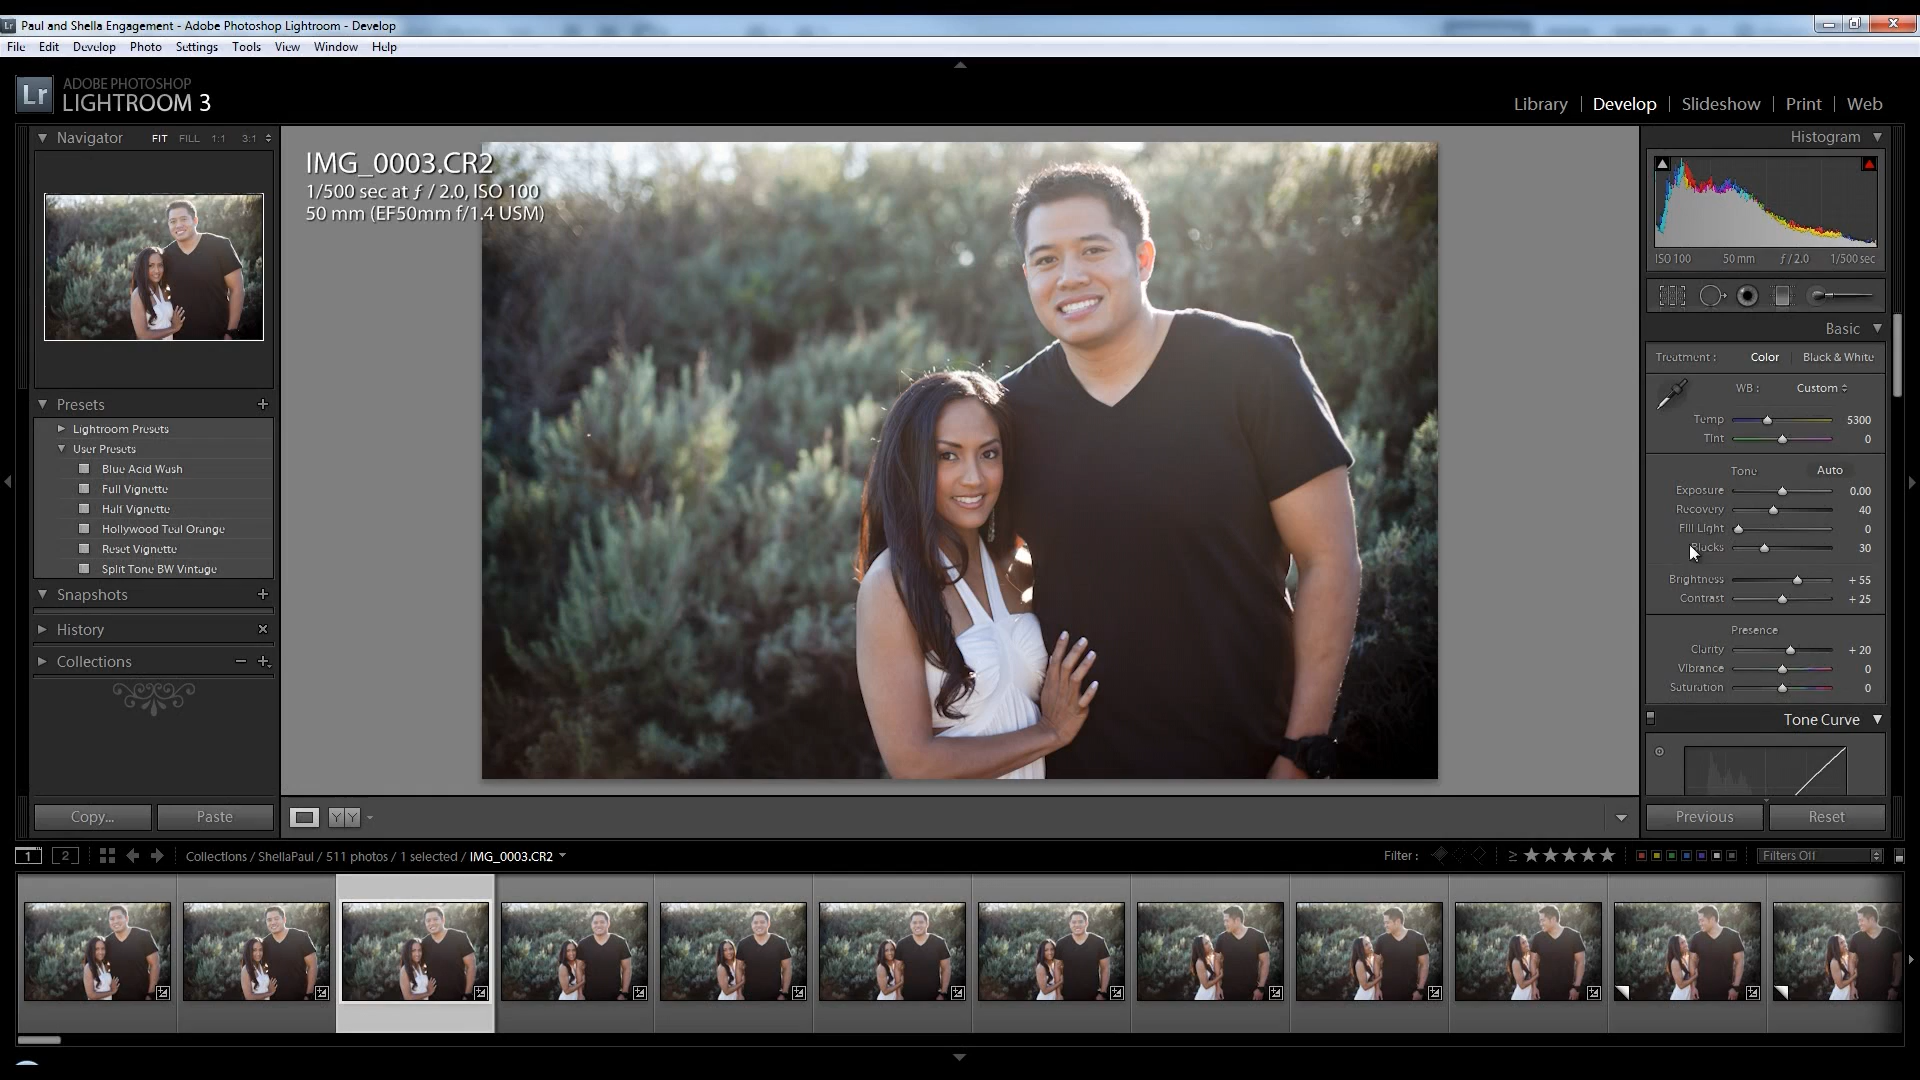 Lr Paul and Shella Engagement - Adobe Photoshop Lightroom - Develop
File Edit Develop Photo Settings Tools View Window Help
Lr ADOBE PHOTOSHOP
LIGHTROOM 3
Library | Develop | Slideshow | Print | Web
Navigator FIT FILL 1:1 3:1
IMG_0003.CR2
1/500 sec at ƒ / 2.0, ISO 100
50 mm (EF50mm f/1.4 USM)
Presets +
Lightroom Presets
User Presets
Blue Acid Wash
Full Vignette
Half Vignette
Hollywood Teal Orange
Reset Vignette
Split Tone BW Vintage
Snapshots +
History ×
Collections − +
Copy... Paste
Histogram
ISO 100 50 mm ƒ / 2.0 1/500 sec
Basic
Treatment : Color | Black & White
WB : Custom
Temp 5300
Tint 0
Tone Auto
Exposure 0.00
Recovery 40
Fill Light 0
Blacks 30
Brightness + 55
Contrast + 25
Presence
Clarity + 20
Vibrance 0
Saturation 0
Tone Curve
Previous Reset
Y Y
1 2 Collections / ShellaPaul / 511 photos / 1 selected / IMG_0003.CR2
Filter : ≥ ★★★★★ Filters Off